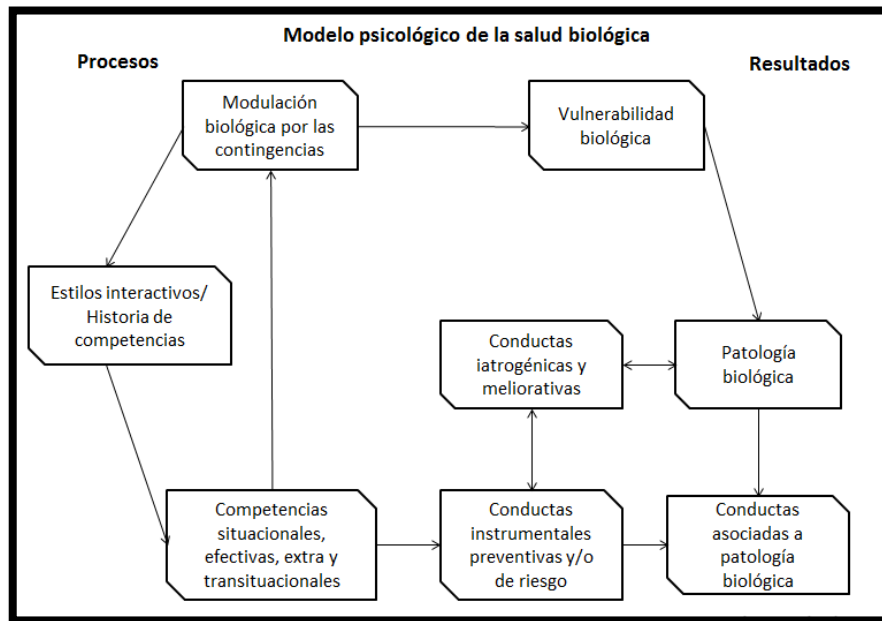 Modelo psicológico de la salud biológica
Procesos
Resultados
Modulación
biológica por las
contingencias
Vulnerabilidad
biológica
Estilos interactivos/
Historia de
competencias
Conductas
iatrogénicas y
meliorativas
Patología
biológica
Competencias
situacionales,
efectivas, extra y
transituacionales
Conductas
instrumentales
preventivas y/o
de riesgo
Conductas
asociadas a
patología
biológica